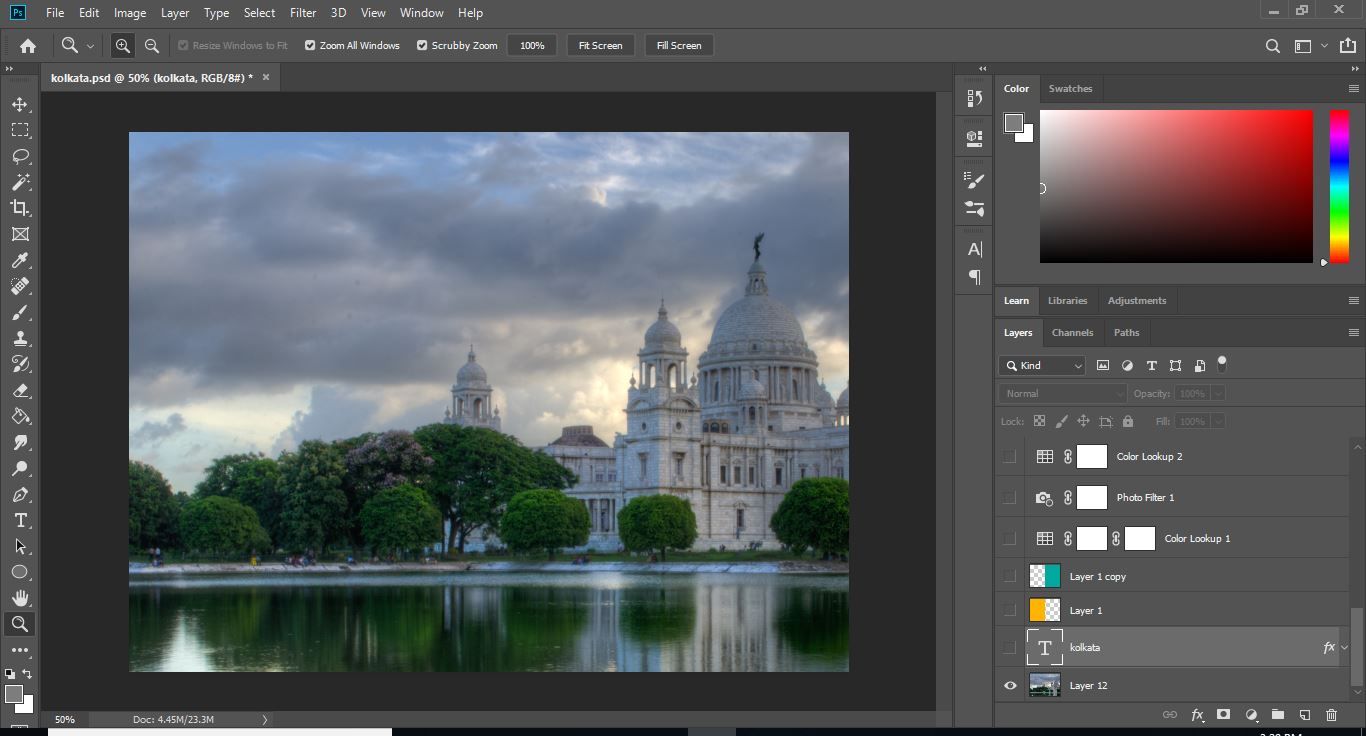 Ps File Edit Image Layer Type Select Filter 3D View Window Help
Resize Windows to Fit Zoom All Windows Scrubby Zoom 100% Fit Screen Fill Screen
kolkata.psd @ 50% (kolkata, RGB/8#) *
Color Swatches
Learn Libraries Adjustments
Layers Channels Paths
Kind
Normal Opacity: 100%
Lock: Fill: 100%
Color Lookup 2
Photo Filter 1
Color Lookup 1
Layer 1 copy
Layer 1
T kolkata fx
Layer 12
fx
50% Doc: 4.45M/23.3M